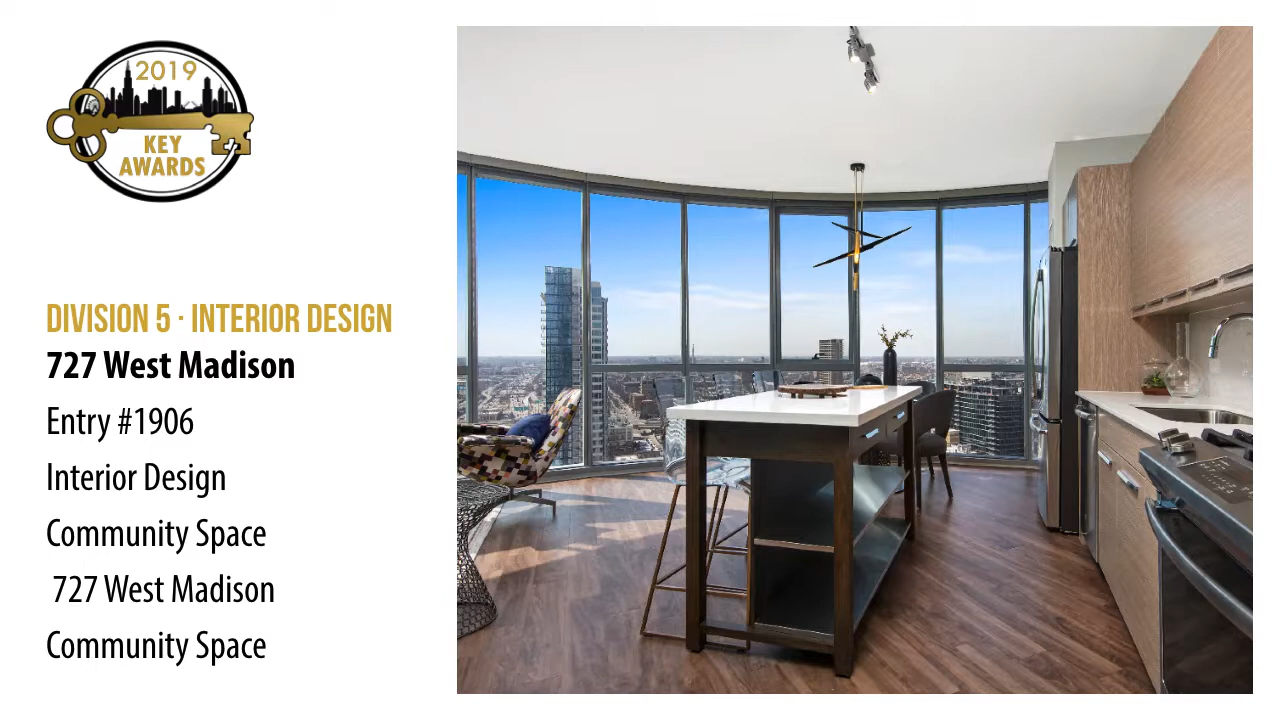 2019
KEY
AWARDS
DIVISION 5 · INTERIOR DESIGN
727 West Madison
Entry #1906
Interior Design
Community Space
727 West Madison
Community Space